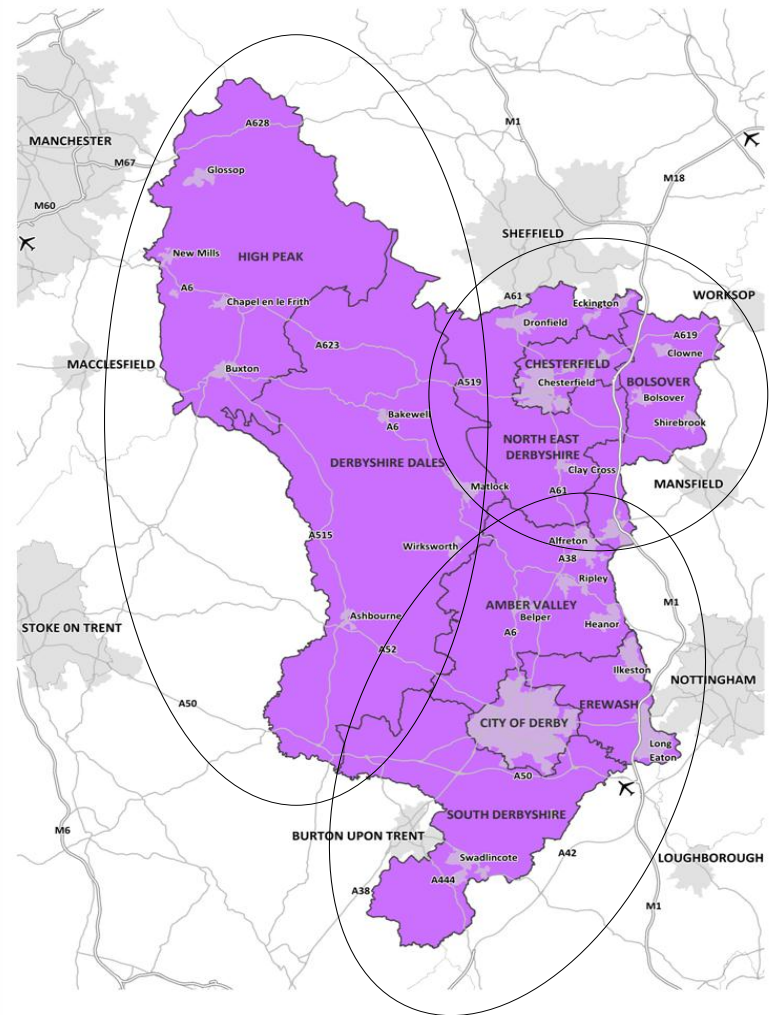 A628
M1
MANCHESTER
M67
Glossop
M18
M60
SHEFFIELD
New Mills
HIGH PEAK
A6
Chapel en le Frith
A61
Eckington
WORKSOP
Dronfield
A619
A623
Clowne
MACCLESFIELD
CHESTERFIELD
Buxton
A519
Chesterfield
BOLSOVER
Bolsover
Bakewell
A6
Shirebrook
NORTH EAST
DERBYSHIRE
DERBYSHIRE DALES
Clay Cross
MANSFIELD
Matlock
A61
A515
Wirksworth
Alfreton
A38
Ripley
AMBER VALLEY
M1
Ashbourne
Belper
Heanor
STOKE 0N TRENT
A6
A52
Ilkeston
NOTTINGHAM
A50
EREWASH
CITY OF DERBY
Long
Eaton
A50
SOUTH DERBYSHIRE
M6
BURTON UPON TRENT
Swadlincote
A42
LOUGHBOROUGH
A444
A38
M1